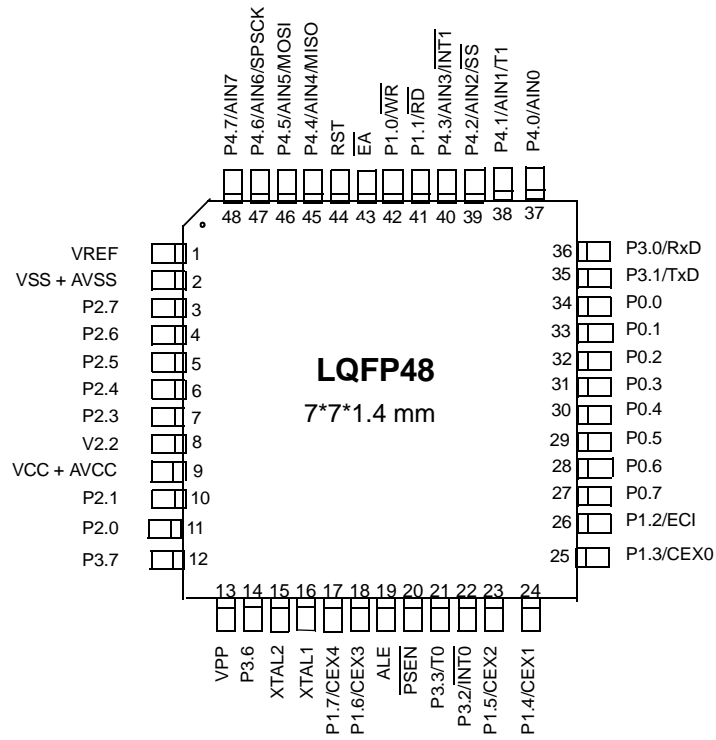 P4.7/AIN7
P4.6/AIN6/SPSCK
P4.5/AIN5/MOSI
P4.4/AIN4/MISO
RST
EA
P1.0/WR
P1.1/RD
P4.3/AIN3/INT1
P4.2/AIN2/SS
P4.1/AIN1/T1
P4.0/AIN0
48 47 46 45 44 43 42 41 40 39 38 37
VREF 1
VSS + AVSS 2
P2.7 3
P2.6 4
P2.5 5
P2.4 6
P2.3 7
V2.2 8
VCC + AVCC 9
P2.1 10
P2.0 11
P3.7 12
LQFP48
7*7*1.4 mm
36 P3.0/RxD
35 P3.1/TxD
34 P0.0
33 P0.1
32 P0.2
31 P0.3
30 P0.4
29 P0.5
28 P0.6
27 P0.7
26 P1.2/ECI
25 P1.3/CEX0
13 14 15 16 17 18 19 20 21 22 23 24
VPP
P3.6
XTAL2
XTAL1
P1.7/CEX4
P1.6/CEX3
ALE
PSEN
P3.3/T0
P3.2/INT0
P1.5/CEX2
P1.4/CEX1